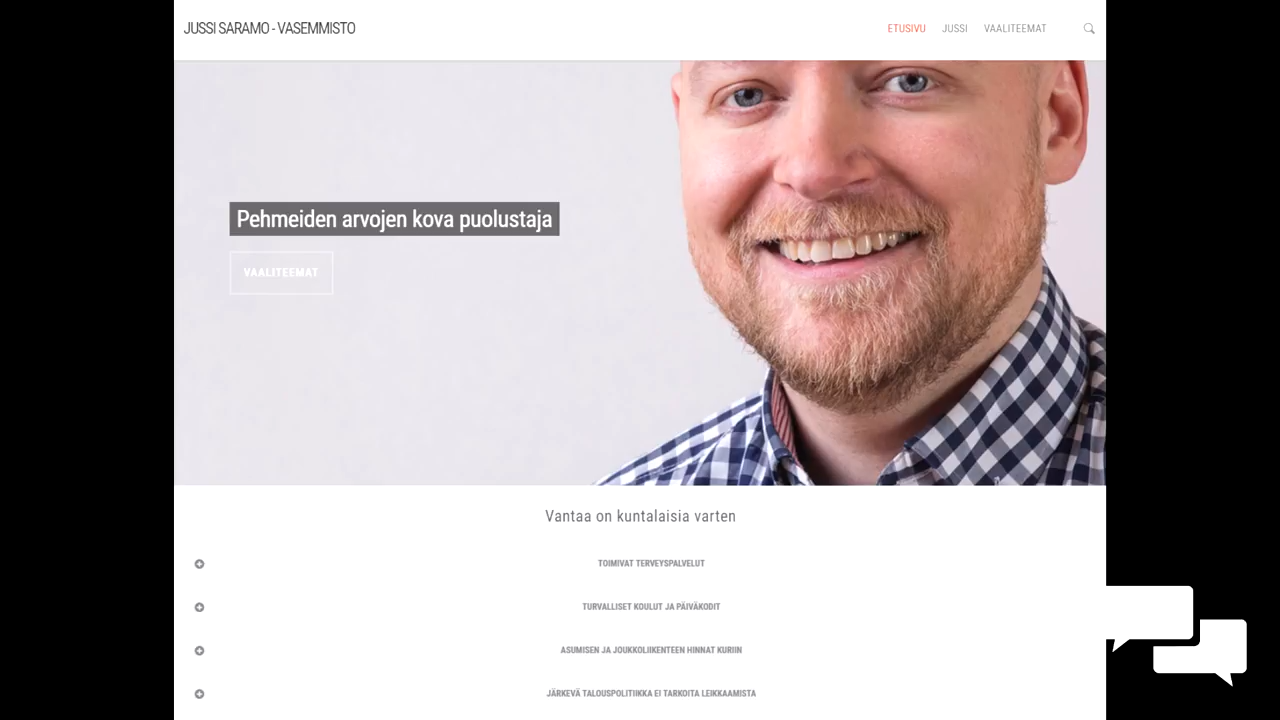 JUSSI SARAMO - VASEMMISTO
ETUSIVU JUSSI VAALITEEMAT
Pehmeiden arvojen kova puolustaja
VAALITEEMAT
Vantaa on kuntalaisia varten
TOIMIVAT TERVEYSPALVELUT
TURVALLISET KOULUT JA PÄIVÄKODIT
ASUMISEN JA JOUKKOLIIKENTEEN HINNAT KURIIN
JÄRKEVÄ TALOUSPOLITIIKKA EI TARKOITA LEIKKAAMISTA